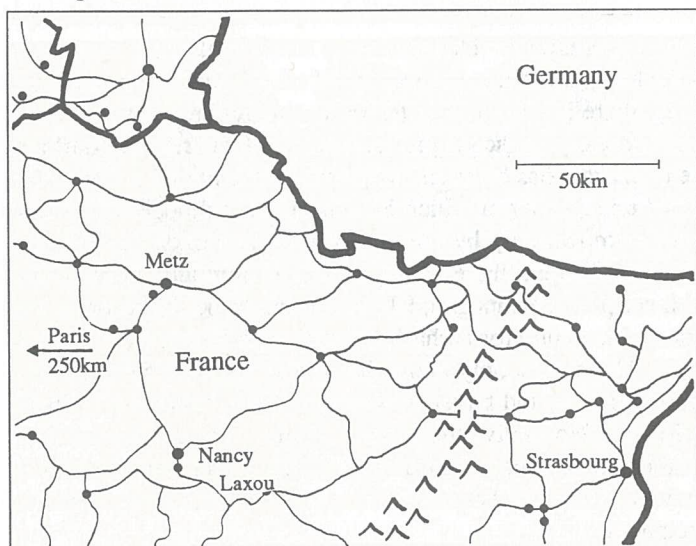 Germany
50km
Metz
Paris
250km
France
Nancy
Laxou
Strasbourg